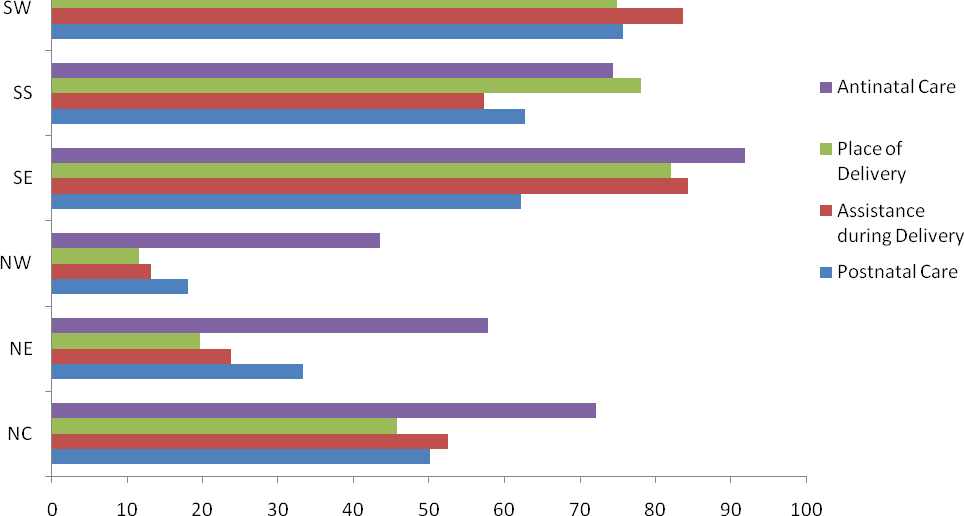 SW
SS
SE
NW
NE
NC
0 10 20 30 40 50 60 70 80 90 100
Antinatal Care
Place of
Delivery
Assistance
during Delivery
Postnatal Care